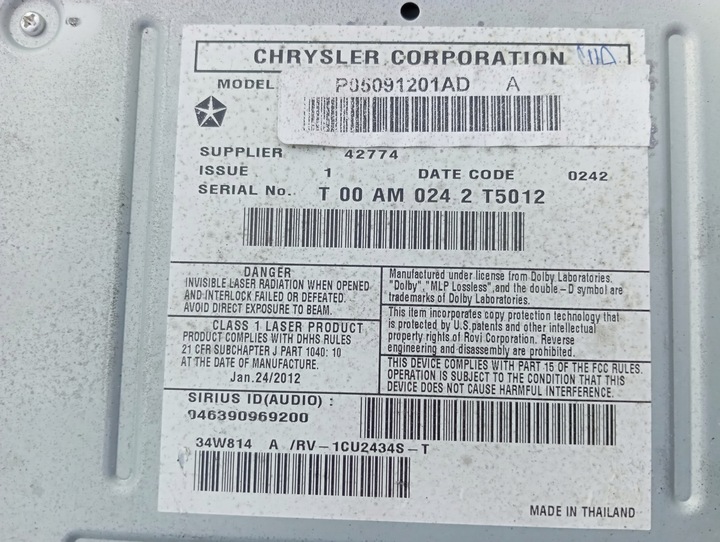 CHRYSLER CORPORATION
MODEL P05091201AD A
SUPPLIER 42774
ISSUE 1 DATE CODE 0242
SERIAL No.. T 00 AM 024 2 T5012
DANGER
INVISIBLE LASER RADIATION WHEN OPENED
AND INTERLOCK FAILED OR DEFEATED.
AVOID DIRECT EXPOSURE TO BEAM.
CLASS 1 LASER PRODUCT
PRODUCT COMPLIES WITH DHHS RULES
21 CFR SUBCHAPTER J PART 1040: 10
AT THE DATE OF MANUFACTURE.
Jan.24/2012
Manufactured under license from Dolby Laboratories.
"Dolby","MLP Lossless",and the double-D symbol are
trademarks of Dolby Laboratories.
This item incorporates copy protection technology that
is protected by U.S.patents and other intellectual
property rights of Rovi Corporation. Reverse
engineering and disassembly are prohibited.
THIS DEVICE COMPLIES WITH PART 15 OF THE FCC RULES.
OPERATION IS SUBJECT TO THE CONDITION THAT THIS
DEVICE DOES NOT CAUSE HARMFUL INTERFERENCE.
SIRIUS ID(AUDIO) :
046390969200
34W814 A /RV-1CU2434S-T
MADE IN THAILAND